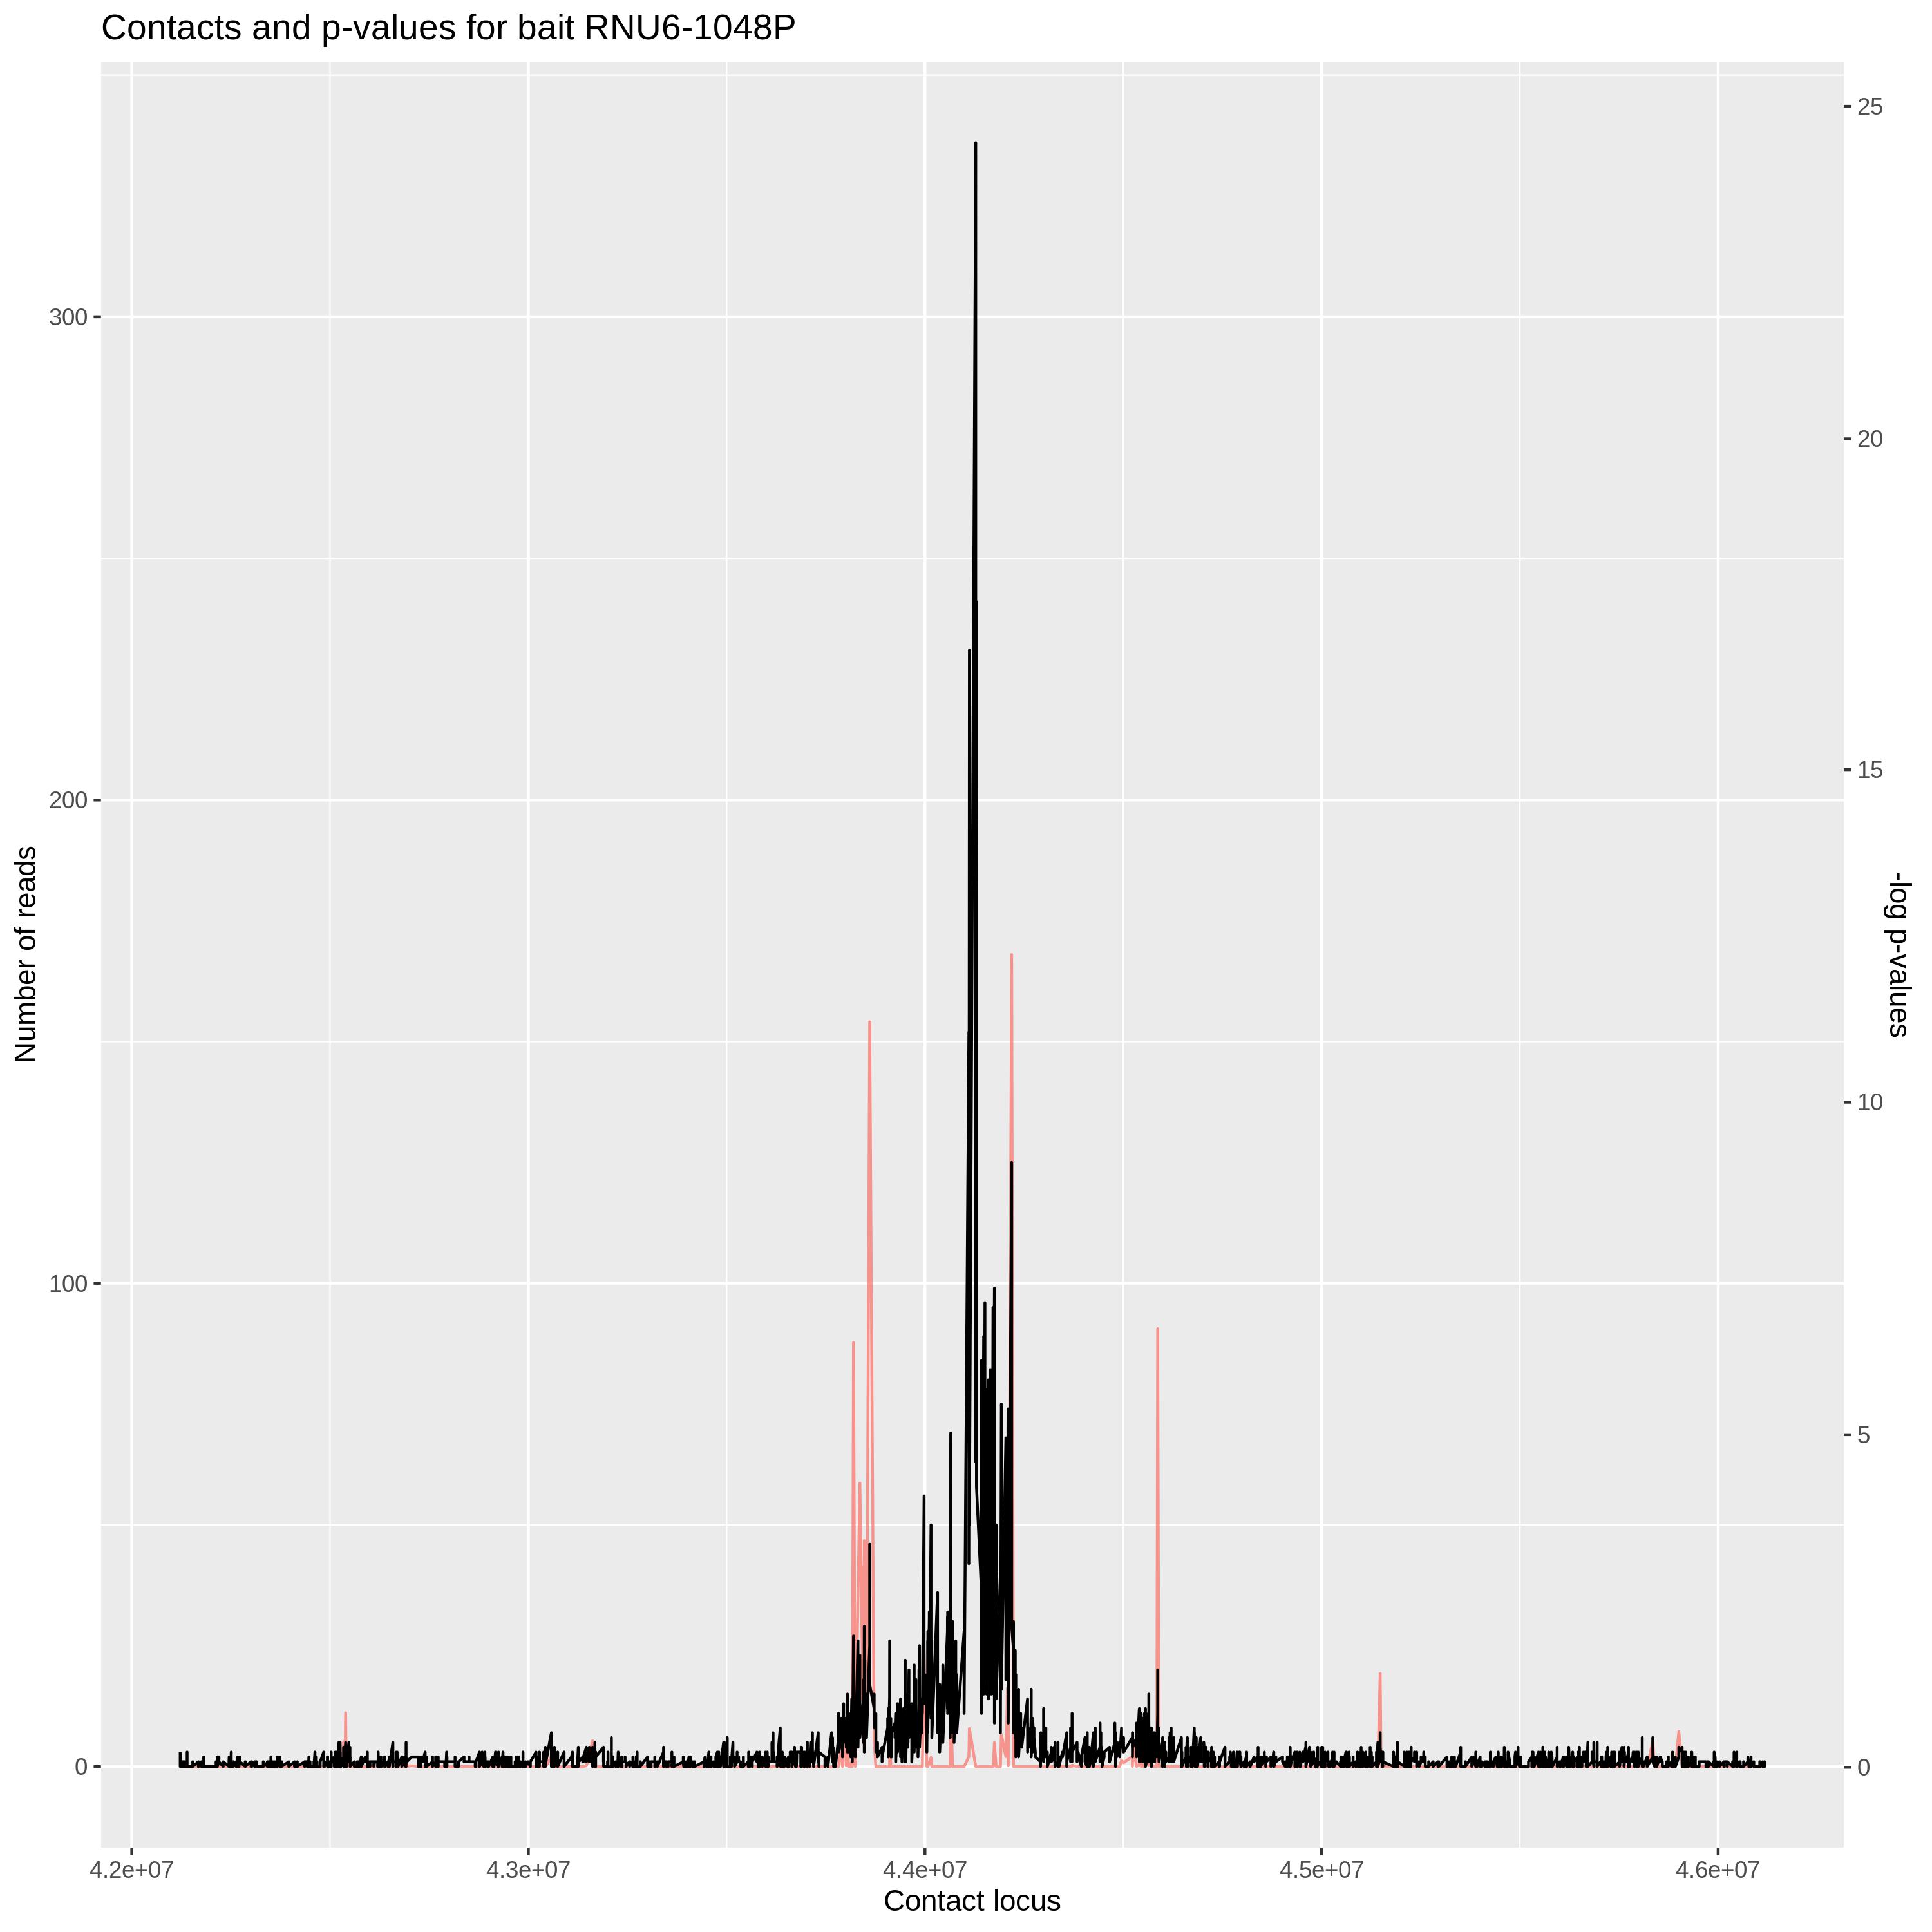 Contacts and p-values for bait RNU6-1048P
300
200
100
0
Number of reads
25
20
15
10
5
0
-log p-values
4.2e+07
4.3e+07
4.4e+07
4.5e+07
4.6e+07
Contact locus